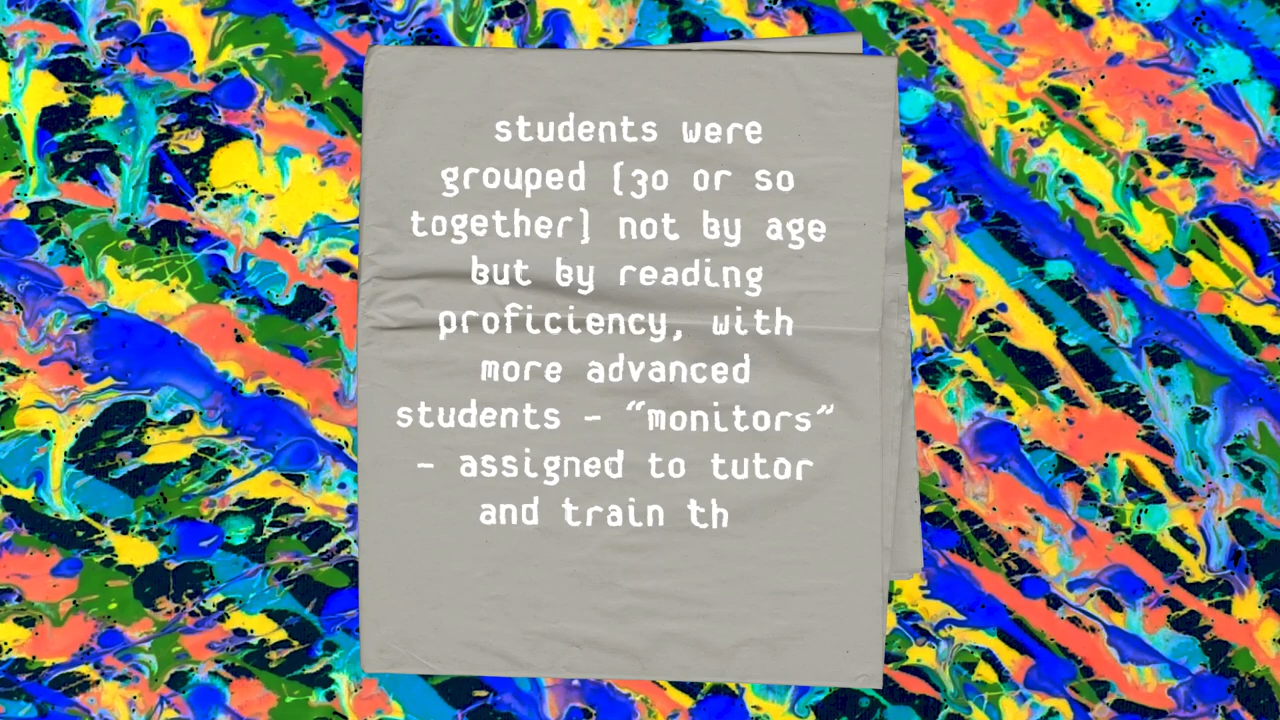 students were
grouped (30 or so
together) not by age
but by reading
proficiency, with
more advanced
students – “monitors”
– assigned to tutor
and train th